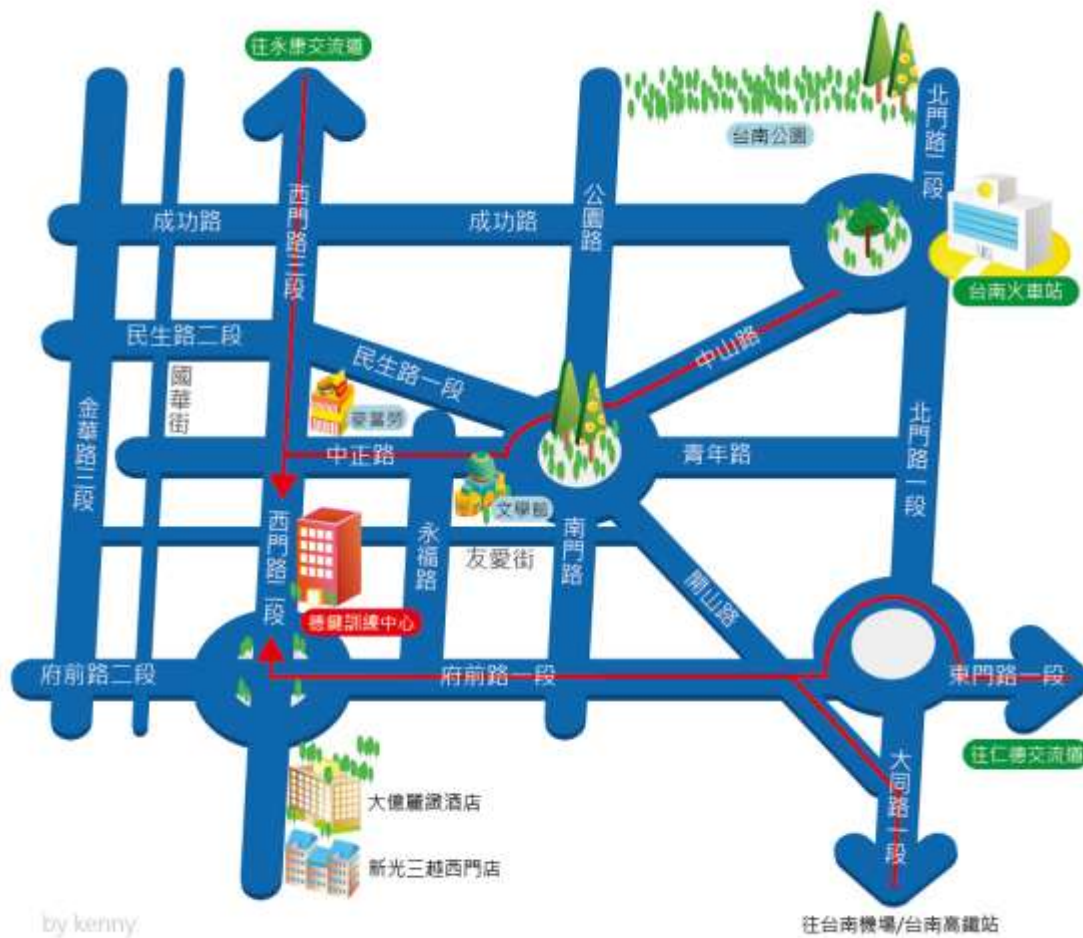 往永康交流道
北門路二段
台南公園
西門路三段
公園路
成功路
成功路
台南火車站
民生路二段
民生路一段
中山路
國華街
金華路三段
麥當勞
北門路一段
中正路
青年路
文學館
西門路二段
永福路
友愛街
南門路
開山路
德鍵訓練中心
府前路二段
府前路一段
東門路一段
往仁德交流道
大同路一段
大億麗緻酒店
新光三越西門店
by kenny
往台南機場/台南高鐵站